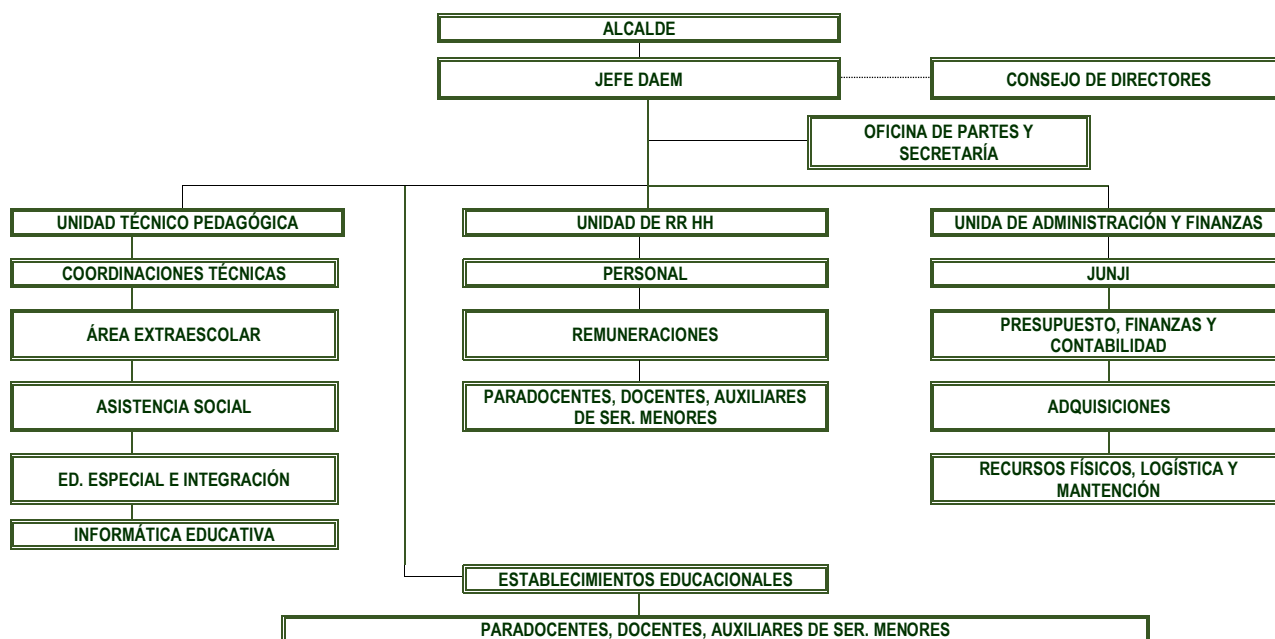 ALCALDE
JEFE DAEM
CONSEJO DE DIRECTORES
OFICINA DE PARTES Y
SECRETARÍA
UNIDAD TÉCNICO PEDAGÓGICA
UNIDAD DE RR HH
UNIDA DE ADMINISTRACIÓN Y FINANZAS
COORDINACIONES TÉCNICAS
PERSONAL
JUNJI
ÁREA EXTRAESCOLAR
REMUNERACIONES
PRESUPUESTO, FINANZAS Y
CONTABILIDAD
ASISTENCIA SOCIAL
PARADOCENTES, DOCENTES, AUXILIARES
DE SER. MENORES
ADQUISICIONES
ED. ESPECIAL E INTEGRACIÓN
RECURSOS FÍSICOS, LOGÍSTICA Y
MANTENCIÓN
INFORMÁTICA EDUCATIVA
ESTABLECIMIENTOS EDUCACIONALES
PARADOCENTES, DOCENTES, AUXILIARES DE SER. MENORES